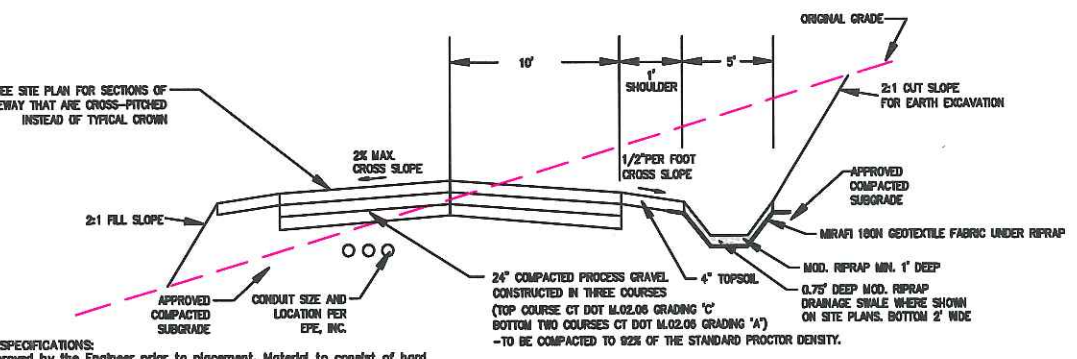 ORIGINAL GRADE
10'
1'
SHOULDER
5'
SEE SITE PLAN FOR SECTIONS OF
EWAY THAT ARE CROSS-PITCHED
INSTEAD OF TYPICAL CROWN
2:1 CUT SLOPE
FOR EARTH EXCAVATION
2% MAX.
CROSS SLOPE
1/2"PER FOOT
CROSS SLOPE
APPROVED
COMPACTED
SUBGRADE
2:1 FILL SLOPE
MIRAFI 180N GEOTEXTILE FABRIC UNDER RIPRAP
MOD. RIPRAP MIN. 1' DEEP
4" TOPSOIL
0.75' DEEP MOD. RIPRAP
DRAINAGE SWALE WHERE SHOWN
ON SITE PLANS. BOTTOM 2' WIDE
24" COMPACTED PROCESS GRAVEL
CONSTRUCTED IN THREE COURSES
(TOP COURSE CT DOT M.02.06 GRADING 'C'
BOTTOM TWO COURSES CT DOT M.02.06 GRADING 'A')
-TO BE COMPACTED TO 92% OF THE STANDARD PROCTOR DENSITY.
APPROVED
COMPACTED
SUBGRADE
CONDUIT SIZE AND
LOCATION PER
EPE, INC.
SPECIFICATIONS:
roved by the Engineer prior to placement. Material to consist of hard